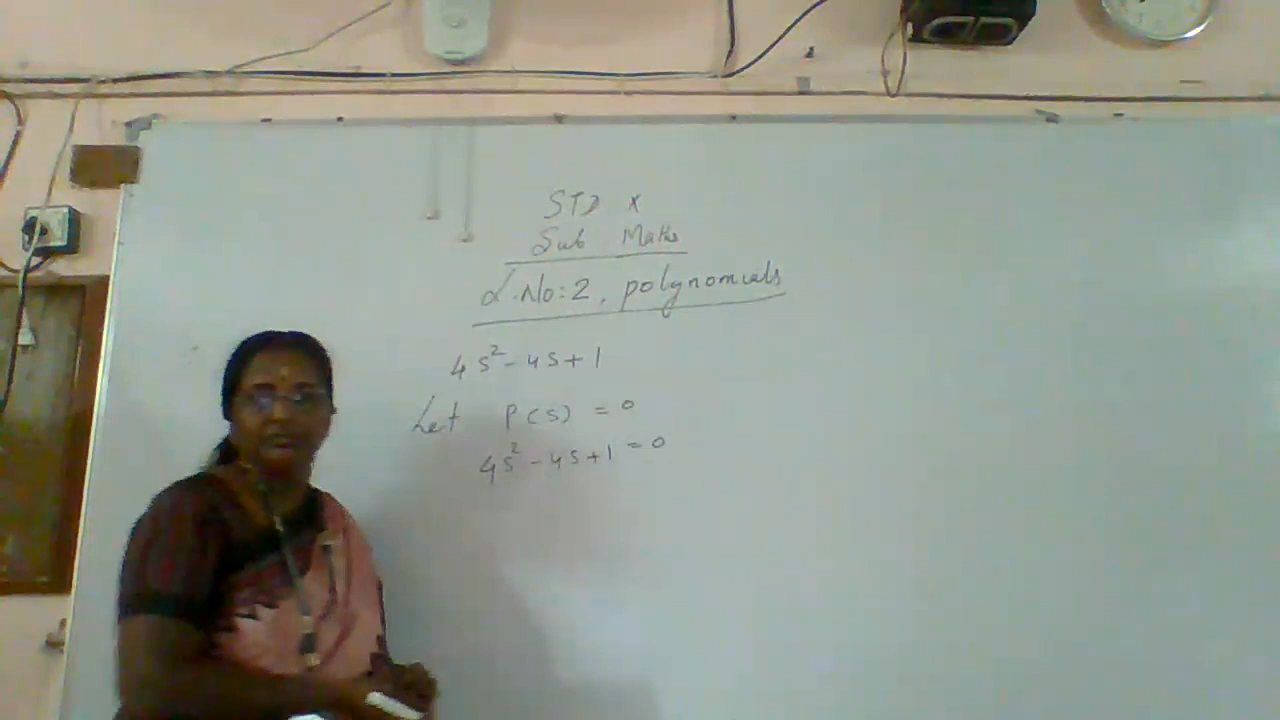 STD X
Sub Maths
L.No:2, polynomials
4s² - 4s + 1
Let P(s) = 0
4s² - 4s + 1 = 0